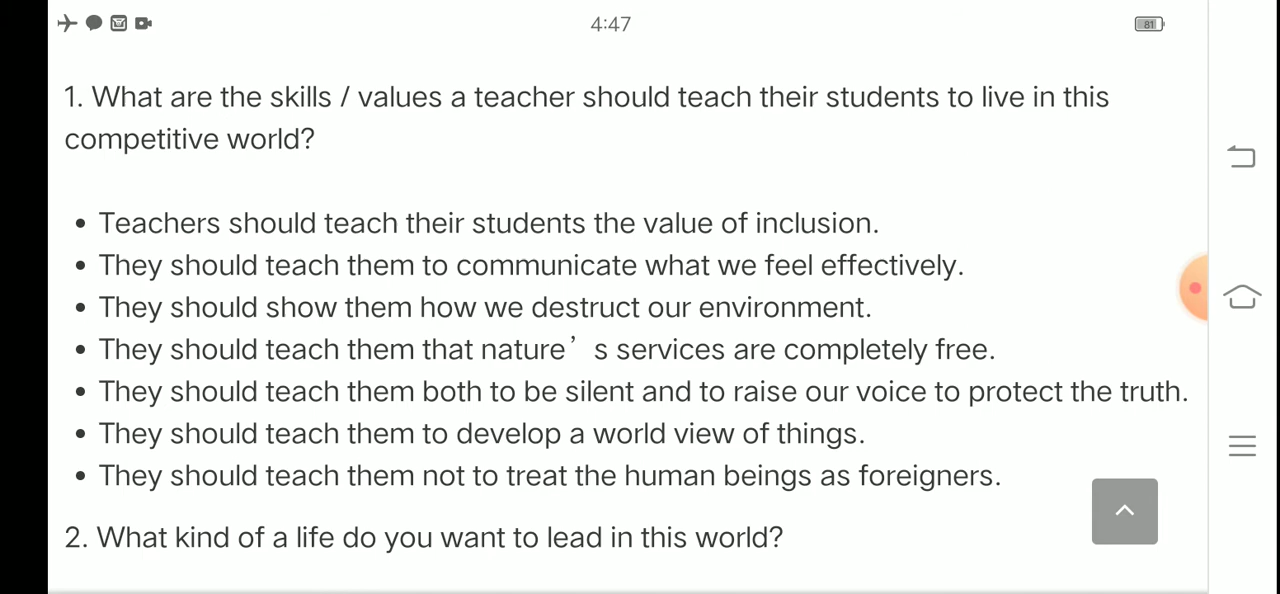 4:47
81
1. What are the skills / values a teacher should teach their students to live in this
competitive world?
• Teachers should teach their students the value of inclusion.
• They should teach them to communicate what we feel effectively.
• They should show them how we destruct our environment.
• They should teach them that nature’s services are completely free.
• They should teach them both to be silent and to raise our voice to protect the truth.
• They should teach them to develop a world view of things.
• They should teach them not to treat the human beings as foreigners.
2. What kind of a life do you want to lead in this world?